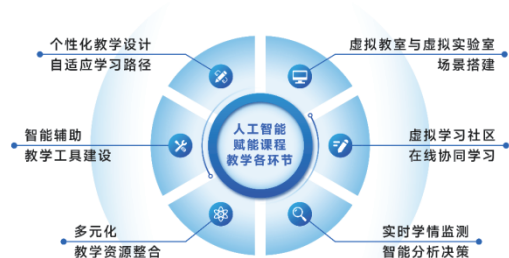 个性化教学设计
自适应学习路径
虚拟教室与虚拟实验室
场景搭建
智能辅助
教学工具建设
人工智能
赋能课程
教学各环节
虚拟学习社区
在线协同学习
多元化
教学资源整合
实时学情监测
智能分析决策